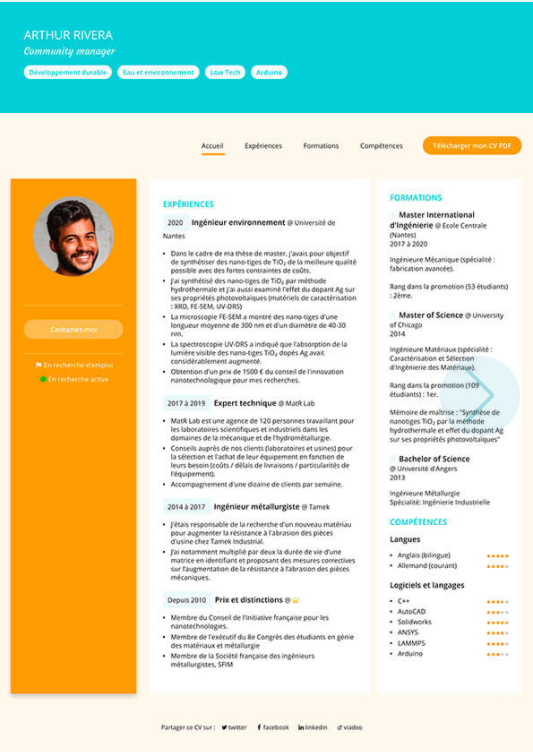 ARTHUR RIVERA
Community manager
Développement durable
Eau et environnement
Low Tech
Arduino
Accueil
Expériences
Formations
Compétences
Télécharger mon CV PDF
Contactez-moi
En recherche d'emploi
En recherche active
EXPÉRIENCES
2020 Ingénieur environnement @ Université de
Nantes
• Dans le cadre de ma thèse de master, j'avais pour objectif
de synthétiser des nano-tiges de TiO₂ de la meilleure qualité
possible avec des fortes contraintes de coûts.
• J'ai synthétisé des nano-tiges de TiO₂ par méthode
hydrothermale et j'ai aussi examiné l'effet du dopant Ag sur
ses propriétés photovoltaïques (matériels de caractérisation
: XRD, FE-SEM, UV-DRS)
• La microscopie FE-SEM a montré des nano-tiges d'une
longueur moyenne de 300 nm et d'un diamètre de 40-30
nm.
• La spectroscopie UV-DRS a indiqué que l'absorption de la
lumière visible des nano-tiges de TiO₂ dopés Ag avait
considérablement augmenté.
• Obtention d'un prix de 1500 € du conseil de l'innovation
nanotechnologique pour mes recherches.
2017 à 2019 Expert technique @ MatR Lab
• MatR Lab est une agence de 120 personnes travaillant pour
les laboratoires scientifiques et industriels dans les
domaines de la mécanique et de l'hydrométallurgie.
• Conseils auprès de nos clients (laboratoires et usines) pour
la sélection et l'achat de leur équipement en fonction de
leurs besoin (coûts / délais de livraisons / particularités de
l'équipement).
• Accompagnement d'une dizaine de clients par semaine.
2014 à 2017 Ingénieur métallurgiste @ Tamek
• J'étais responsable de la recherche d'un nouveau matériau
pour augmenter la résistance à l'abrasion des pièces
d'usine chez Tamek Industrial.
• J'ai notamment multiplié par deux la durée de vie d'une
matrice en identifiant et proposant des mesures correctives
sur l'augmentation de la résistance à l'abrasion des pièces
mécaniques.
Depuis 2010 Prix et distinctions @ ⭐
• Membre du Conseil de l'Initiative française pour les
nanotechnologies.
• Membre de l'exécutif du 8e Congrès des étudiants en génie
des matériaux et métallurgie
• Membre de la Société française des ingénieurs
métallurgistes, SFIM
FORMATIONS
Master International
d'Ingénierie @ Ecole Centrale
(Nantes)
2017 à 2020
Ingénieure Mécanique (spécialité :
fabrication avancée).
Rang dans la promotion (53 étudiants)
: 2ème.
Master of Science @ University
of Chicago
2014
Ingénieure Matériaux (spécialité :
Caractérisation et Sélection
d'Ingénierie des Matériaux).
Rang dans la promotion (109
étudiants) : 1er.
Mémoire de maîtrise : "Synthèse de
nanotiges TiO₂ par la méthode
hydrothermale et effet du dopant Ag
sur ses propriétés photovoltaïques"
Bachelor of Science
@ Université d'Angers
2013
Ingénieure Métallurgie
Spécialité: Ingénierie Industrielle
COMPÉTENCES
Langues
• Anglais (bilingue)
• Allemand (courant)
Logiciels et langages
• C++
• AutoCAD
• Solidworks
• ANSYS
• LAMMPS
• Arduino
Partager ce CV sur : twitter facebook linkedin viadeo